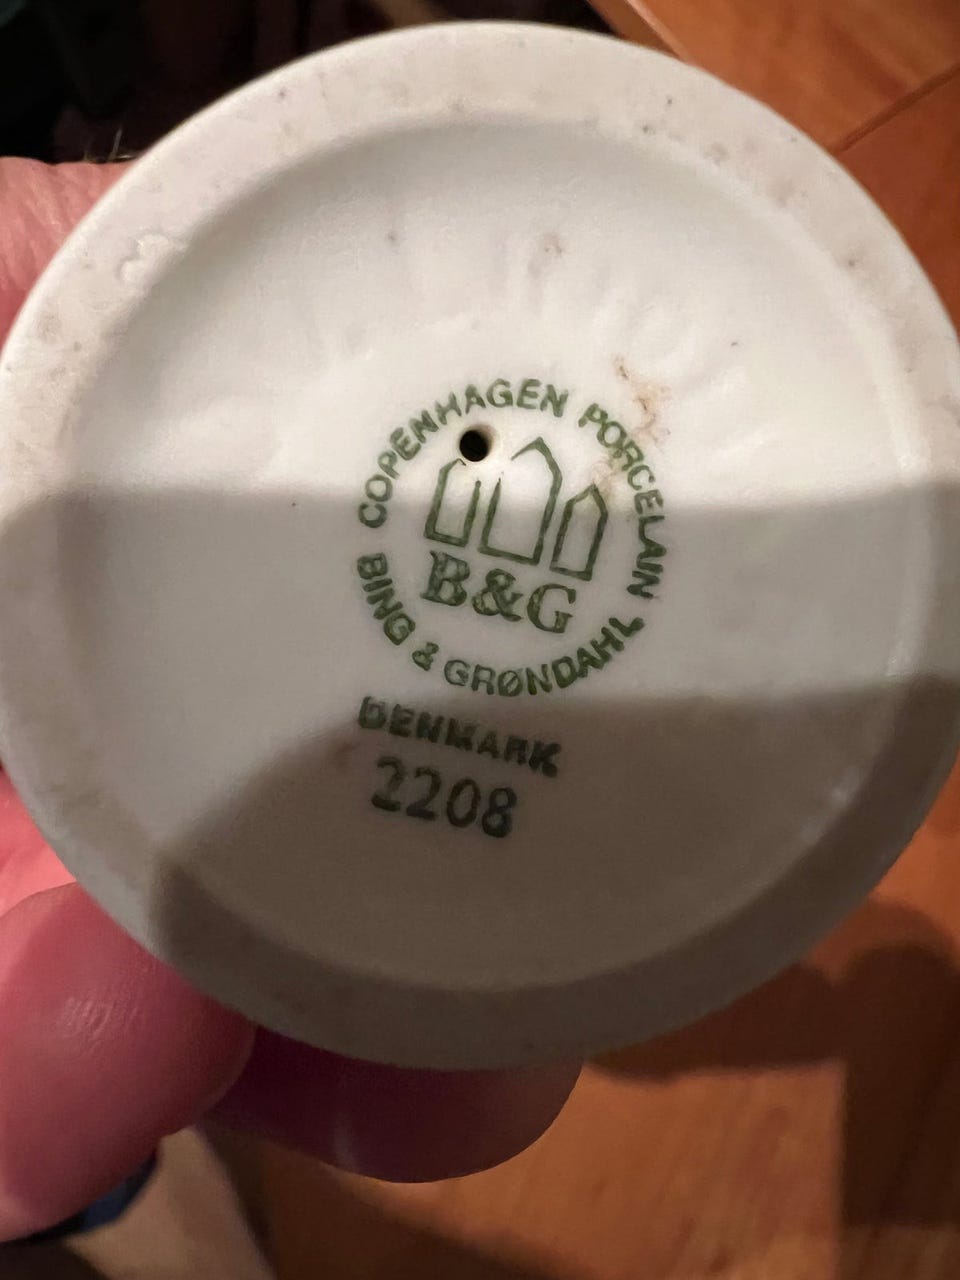 COPENHAGEN PORCELAIN
B&G
BING & GRØNDAHL
DENMARK
2208